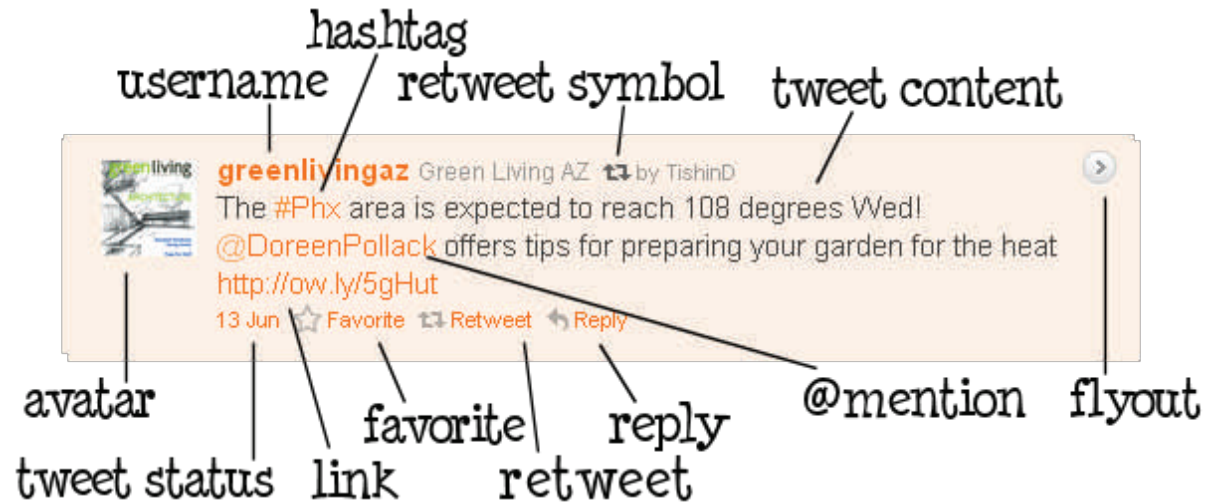 hashtag
username
retweet symbol
tweet content
greenliving
ARCHITECTURE
greenlivingaz Green Living AZ by TishinD
The #Phx area is expected to reach 108 degrees Wed!
@DoreenPollack offers tips for preparing your garden for the heat
http://ow.ly/5gHut
13 Jun Favorite Retweet Reply
avatar
favorite
reply
@mention
flyout
tweet status
link
retweet